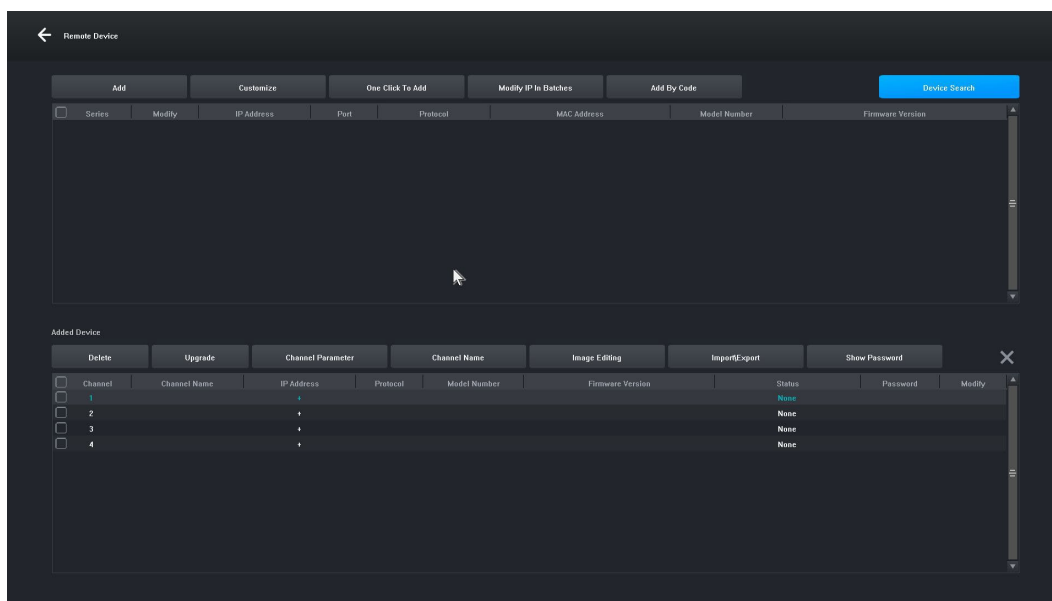 Remote Device
Add Customize One Click To Add Modify IP In Batches Add By Code Device Search
Series Modify IP Address Port Protocol MAC Address Model Number Firmware Version
Added Device
Delete Upgrade Channel Parameter Channel Name Image Editing Import\Export Show Password
Channel Channel Name IP Address Protocol Model Number Firmware Version Status Password Modify
1 + None
2 + None
3 + None
4 + None